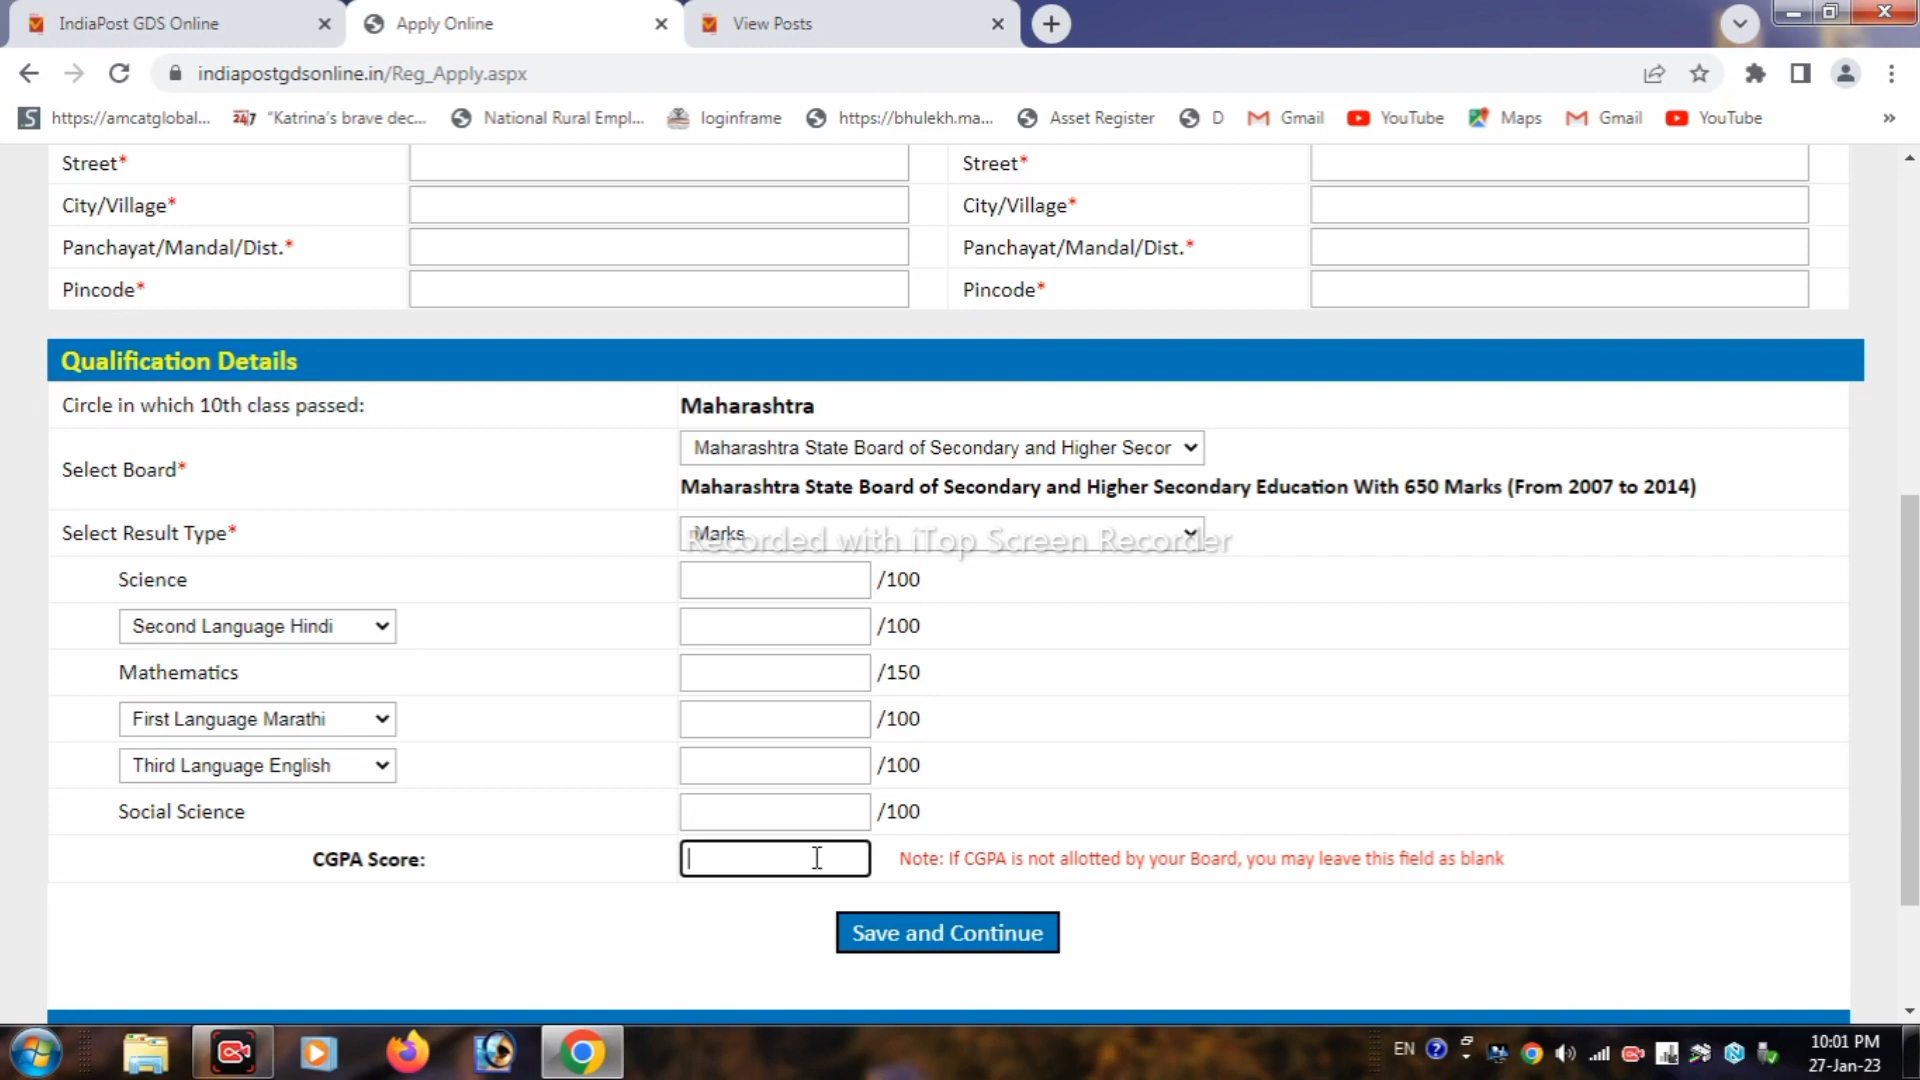 IndiaPost GDS Online
Apply Online
View Posts
indiapostgdsonline.in/Reg_Apply.aspx
https://amcatglobal...
24/7
"Katrina's brave dec...
National Rural Empl...
loginframe
https://bhulekh.ma...
Asset Register
D
Gmail
YouTube
Maps
Gmail
YouTube
»
Street*
Street*
City/Village*
City/Village*
Panchayat/Mandal/Dist.*
Panchayat/Mandal/Dist.*
Pincode*
Pincode*
Qualification Details
Circle in which 10th class passed:
Maharashtra
Select Board*
Maharashtra State Board of Secondary and Higher Secor
Maharashtra State Board of Secondary and Higher Secondary Education With 650 Marks (From 2007 to 2014)
Select Result Type*
Marks
Recorded with iTop Screen Recorder
Science
/100
Second Language Hindi
/100
Mathematics
/150
First Language Marathi
/100
Third Language English
/100
Social Science
/100
CGPA Score:
Note: If CGPA is not allotted by your Board, you may leave this field as blank
Save and Continue
EN
10:01 PM
27-Jan-23